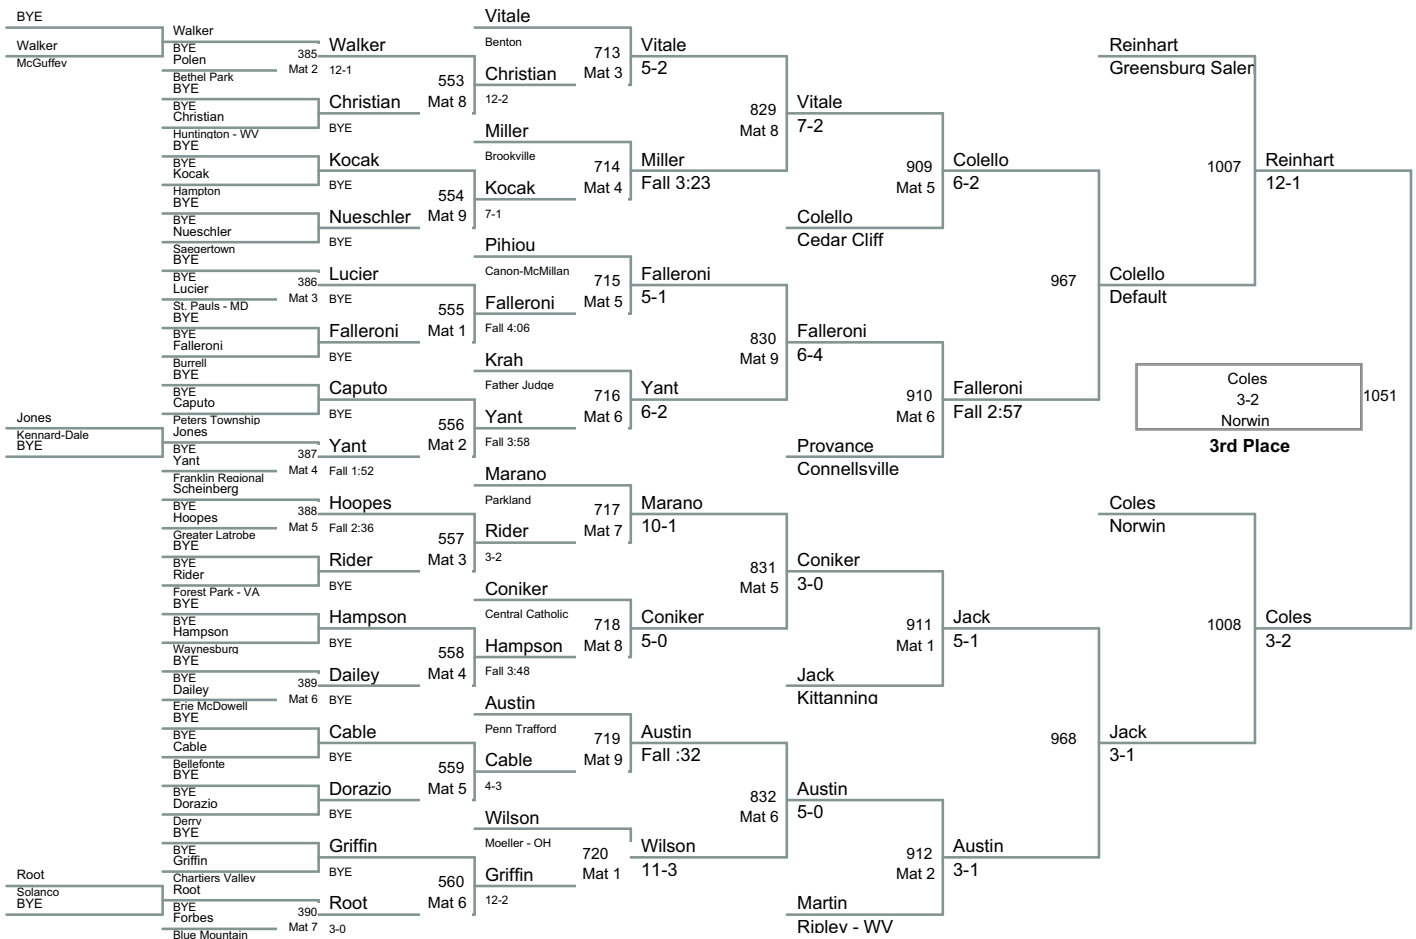 BYE
Walker
McGuffey
Jones
Kennard-Dale
BYE
Root
Solanco
BYE
Walker
BYE
Polen
Bethel Park
BYE
BYE
Christian
Huntington - WV
BYE
BYE
Kocak
Hampton
BYE
BYE
Nueschler
Saegertown
BYE
BYE
Lucier
St. Pauls - MD
BYE
BYE
Falleroni
Burrell
BYE
BYE
Caputo
Peters Township
Jones
BYE
Yant
Franklin Regional
Scheinberg
BYE
Hoopes
Greater Latrobe
BYE
BYE
Rider
Forest Park - VA
BYE
BYE
Hampson
Waynesburg
BYE
BYE
Dailey
Erie McDowell
BYE
BYE
Cable
Bellefonte
BYE
BYE
Dorazio
Derry
BYE
BYE
Griffin
Chartiers Valley
Root
BYE
Forbes
Blue Mountain
385
Mat 2
386
Mat 3
387
Mat 4
388
Mat 5
389
Mat 6
390
Mat 7
Walker
12-1
Christian
BYE
Kocak
BYE
Nueschler
BYE
Lucier
BYE
Falleroni
BYE
Caputo
BYE
Yant
Fall 1:52
Hoopes
Fall 2:36
Rider
BYE
Hampson
BYE
Dailey
BYE
Cable
BYE
Dorazio
BYE
Griffin
BYE
Root
3-0
553
Mat 8
554
Mat 9
555
Mat 1
556
Mat 2
557
Mat 3
558
Mat 4
559
Mat 5
560
Mat 6
Vitale
Benton
Christian
12-2
Miller
Brookville
Kocak
7-1
Pihiou
Canon-McMillan
Falleroni
Fall 4:06
Krah
Father Judge
Yant
Fall 3:58
Marano
Parkland
Rider
3-2
Coniker
Central Catholic
Hampson
Fall 3:48
Austin
Penn Trafford
Cable
4-3
Wilson
Moeller - OH
Griffin
12-2
713
Mat 3
714
Mat 4
715
Mat 5
716
Mat 6
717
Mat 7
718
Mat 8
719
Mat 9
720
Mat 1
Vitale
5-2
Miller
Fall 3:23
Falleroni
5-1
Yant
6-2
Marano
10-1
Coniker
5-0
Austin
Fall :32
Wilson
11-3
829
Mat 8
830
Mat 9
831
Mat 5
832
Mat 6
Vitale
7-2
Colello
Cedar Cliff
Falleroni
6-4
Provance
Connellsville
Coniker
3-0
Jack
Kittanning
Austin
5-0
Martin
Ripley - WV
909
Mat 5
910
Mat 6
911
Mat 1
912
Mat 2
Colello
6-2
Falleroni
Fall 2:57
Jack
5-1
Austin
3-1
967
968
Reinhart
Greensburg Saler
Colello
Default
Coles
Norwin
Jack
3-1
1007
1008
Reinhart
12-1
Coles
3-2
Coles
3-2
Norwin
1051
3rd Place